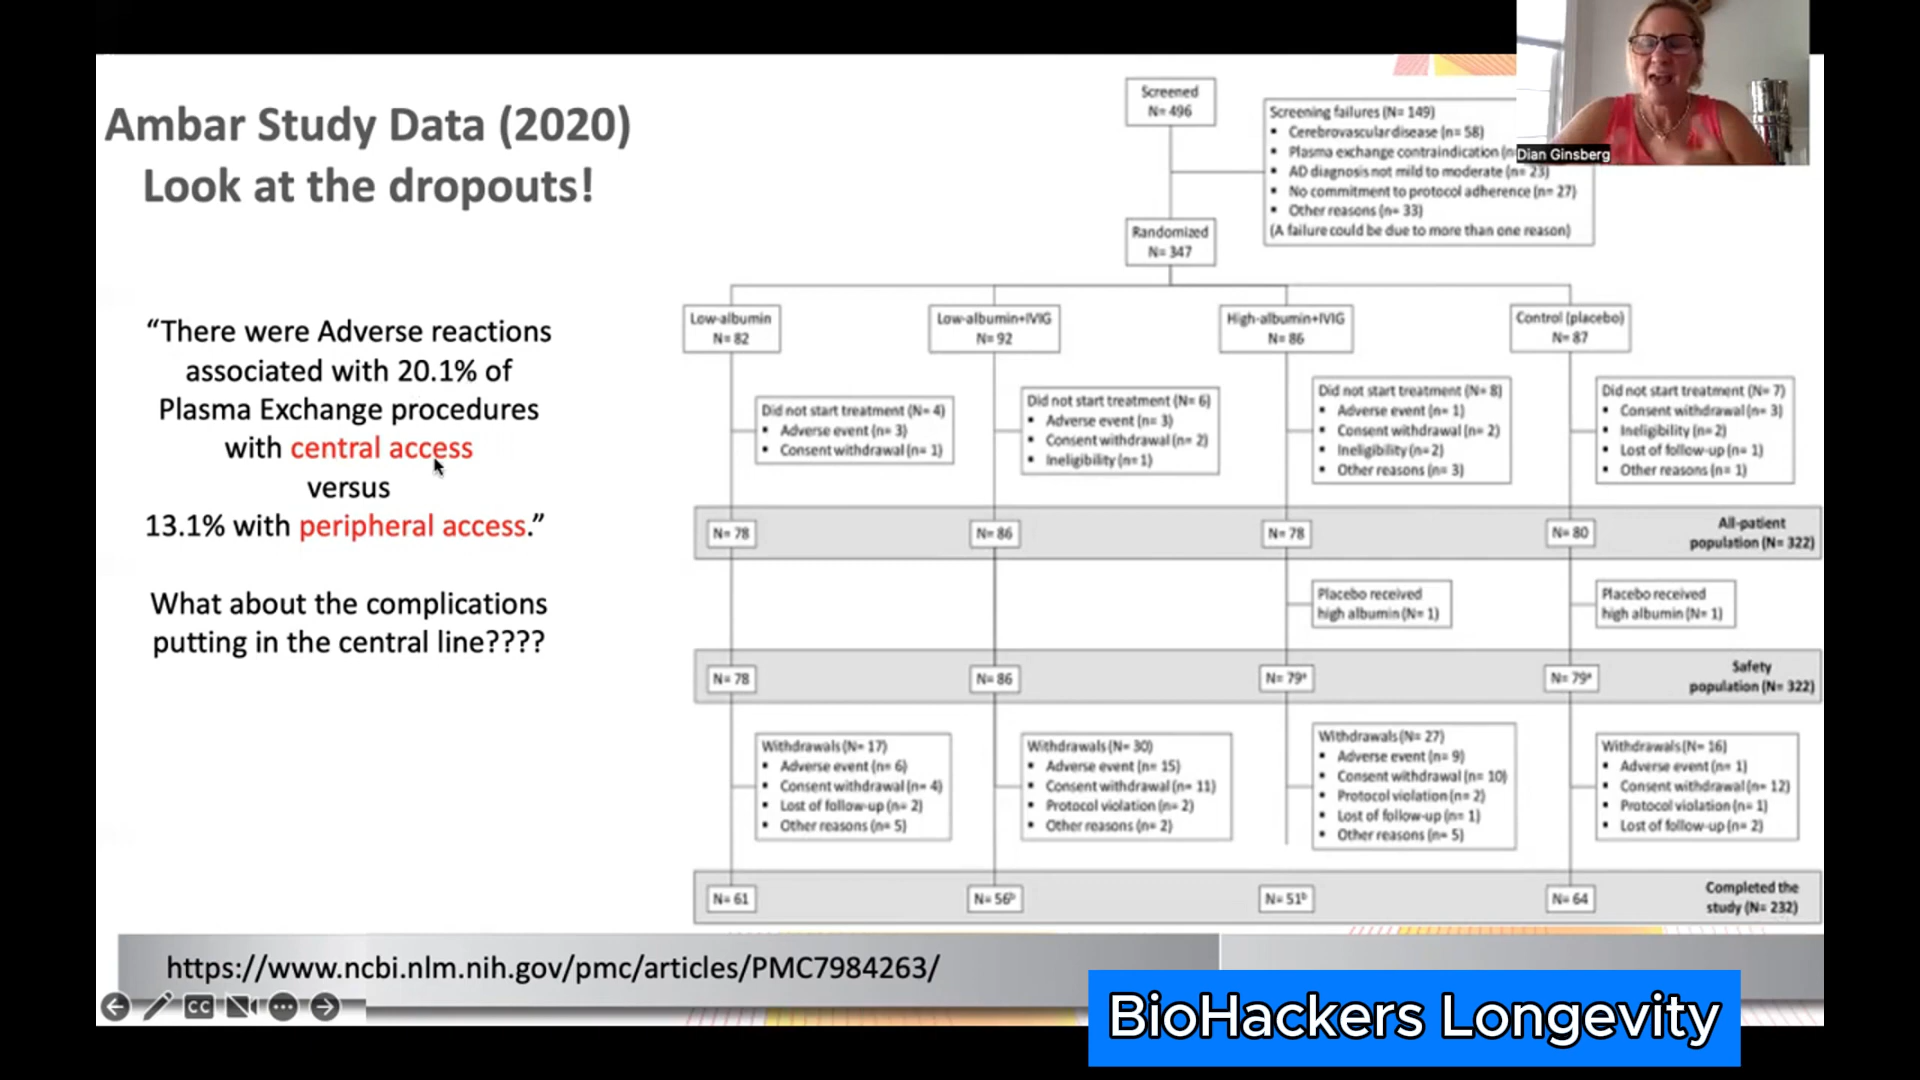 Ambar Study Data (2020)
Look at the dropouts!
“There were Adverse reactions
associated with 20.1% of
Plasma Exchange procedures
with central access
versus
13.1% with peripheral access.”
What about the complications
putting in the central line????
Screened
N= 496
Screening failures (N= 149)
▪ Cerebrovascular disease (n= 58)
▪ Plasma exchange contraindication (n
▪ AD diagnosis not mild to moderate (n= 23)
▪ No commitment to protocol adherence (n= 27)
▪ Other reasons (n= 33)
(A failure could be due to more than one reason)
Dian Ginsberg
Randomized
N= 347
Low-albumin
N= 82
Low-albumin+IVIG
N= 92
High-albumin+IVIG
N= 86
Control (placebo)
N= 87
Did not start treatment (N= 4)
▪ Adverse event (n= 3)
▪ Consent withdrawal (n= 1)
Did not start treatment (N= 6)
▪ Adverse event (n= 3)
▪ Consent withdrawal (n= 2)
▪ Ineligibility (n= 1)
Did not start treatment (N= 8)
▪ Adverse event (n= 1)
▪ Consent withdrawal (n= 2)
▪ Ineligibility (n= 2)
▪ Other reasons (n= 3)
Did not start treatment (N= 7)
▪ Consent withdrawal (n= 3)
▪ Ineligibility (n= 2)
▪ Lost of follow-up (n= 1)
▪ Other reasons (n= 1)
N= 78
N= 86
N= 78
N= 80
All-patient
population (N= 322)
Placebo received
high albumin (N= 1)
Placebo received
high albumin (N= 1)
N= 78
N= 86
N= 79ª
N= 79ª
Safety
population (N= 322)
Withdrawals (N= 17)
▪ Adverse event (n= 6)
▪ Consent withdrawal (n= 4)
▪ Lost of follow-up (n= 2)
▪ Other reasons (n= 5)
Withdrawals (N= 30)
▪ Adverse event (n= 15)
▪ Consent withdrawal (n= 11)
▪ Protocol violation (n= 2)
▪ Other reasons (n= 2)
Withdrawals (N= 27)
▪ Adverse event (n= 9)
▪ Consent withdrawal (n= 10)
▪ Protocol violation (n= 2)
▪ Lost of follow-up (n= 1)
▪ Other reasons (n= 5)
Withdrawals (N= 16)
▪ Adverse event (n= 1)
▪ Consent withdrawal (n= 12)
▪ Protocol violation (n= 1)
▪ Lost of follow-up (n= 2)
N= 61
N= 56ᵇ
N= 51ᵇ
N= 64
Completed the
study (N= 232)
https://www.ncbi.nlm.nih.gov/pmc/articles/PMC7984263/
CC
BioHackers Longevity